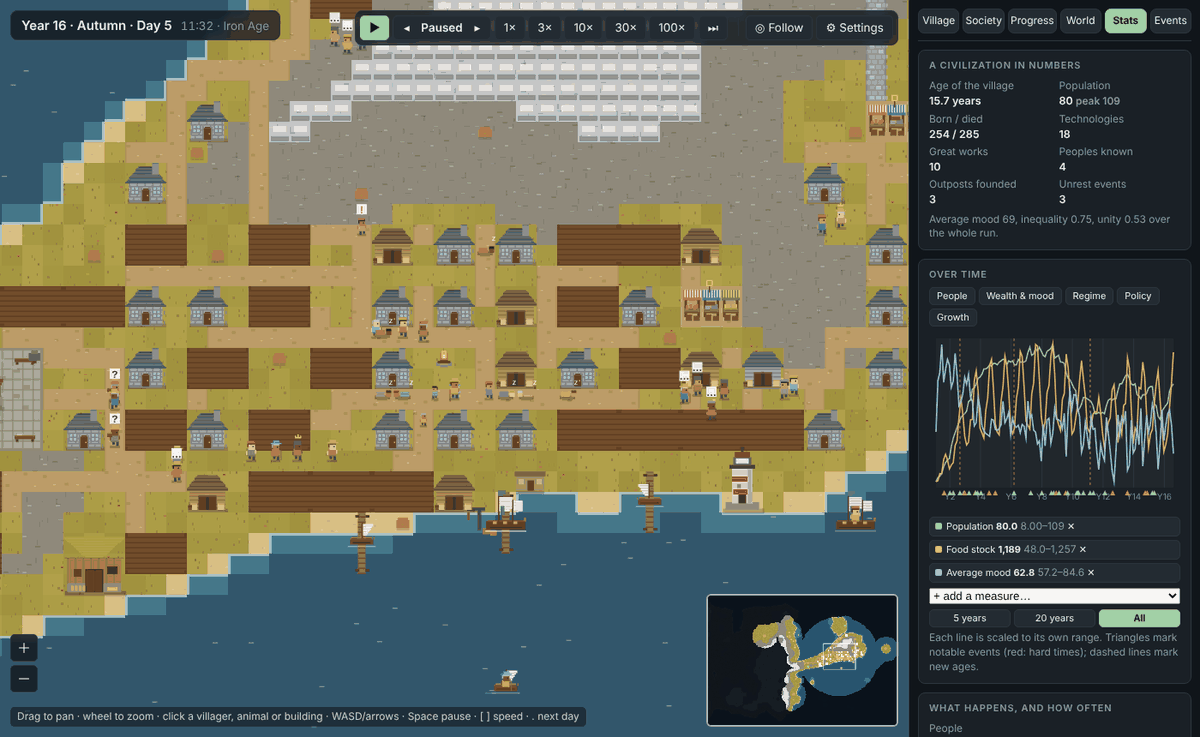 Year 16 · Autumn · Day 5 11:32 · Iron Age
▶ ◂ Paused ▸ 1× 3× 10× 30× 100× ⏭ ◎ Follow ⚙ Settings
Village Society Progress World Stats Events
A CIVILIZATION IN NUMBERS
Age of the village Population
15.7 years 80 peak 109
Born / died Technologies
254 / 285 18
Great works Peoples known
10 4
Outposts founded Unrest events
3 3
Average mood 69, inequality 0.75, unity 0.53 over
the whole run.
OVER TIME
People Wealth & mood Regime Policy
Growth
Y2 Y4 Y6 Y8 Y10 Y12 Y14 Y16
Population 80.0 8.00–109 ×
Food stock 1,189 48.0–1,257 ×
Average mood 62.8 57.2–84.6 ×
+ add a measure…
5 years 20 years All
Each line is scaled to its own range. Triangles mark
notable events (red: hard times); dashed lines mark
new ages.
WHAT HAPPENS, AND HOW OFTEN
People
!
?
?
z
+
−
Drag to pan · wheel to zoom · click a villager, animal or building · WASD/arrows · Space pause · [ ] speed · . next day